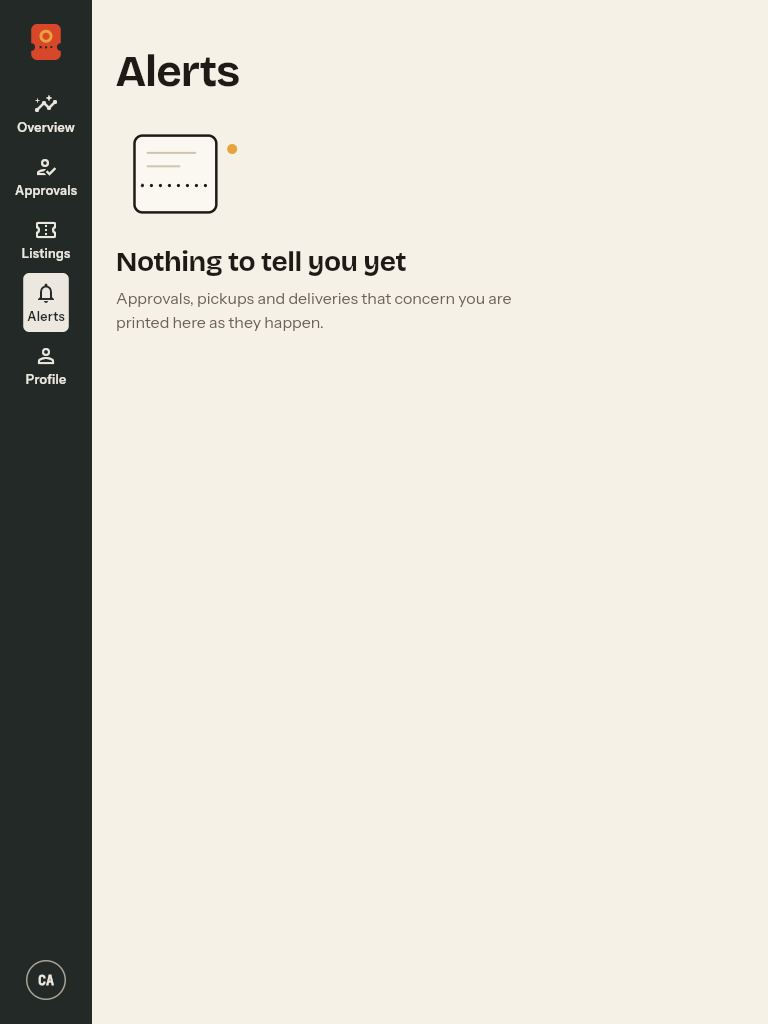 Overview
Approvals
Listings
Alerts
Profile
CA
Alerts
Nothing to tell you yet
Approvals, pickups and deliveries that concern you are
printed here as they happen.